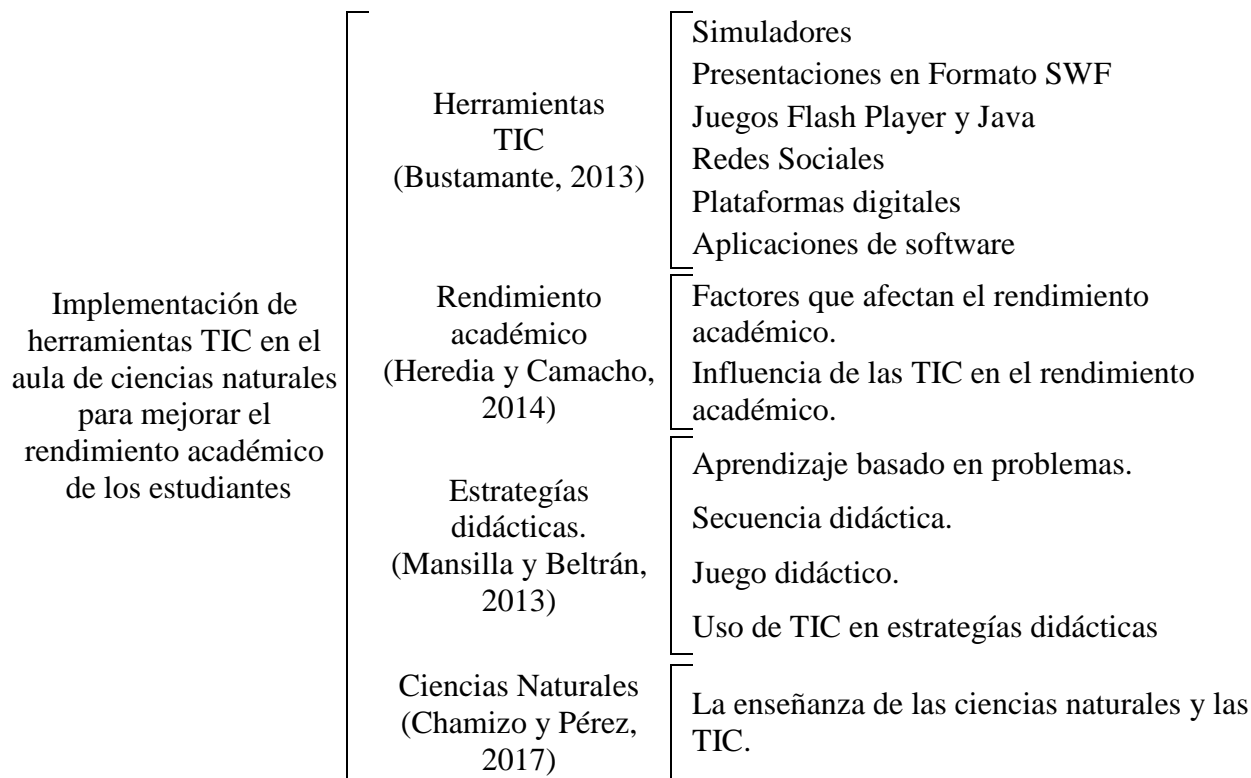 Implementación de
herramientas TIC en el
aula de ciencias naturales
para mejorar el
rendimiento académico
de los estudiantes
Herramientas
TIC
(Bustamante, 2013)
Simuladores
Presentaciones en Formato SWF
Juegos Flash Player y Java
Redes Sociales
Plataformas digitales
Aplicaciones de software
Rendimiento
académico
(Heredia y Camacho,
2014)
Factores que afectan el rendimiento
académico.
Influencia de las TIC en el rendimiento
académico.
Estrategías
didácticas.
(Mansilla y Beltrán,
2013)
Aprendizaje basado en problemas.
Secuencia didáctica.
Juego didáctico.
Uso de TIC en estrategías didácticas
Ciencias Naturales
(Chamizo y Pérez,
2017)
La enseñanza de las ciencias naturales y las
TIC.